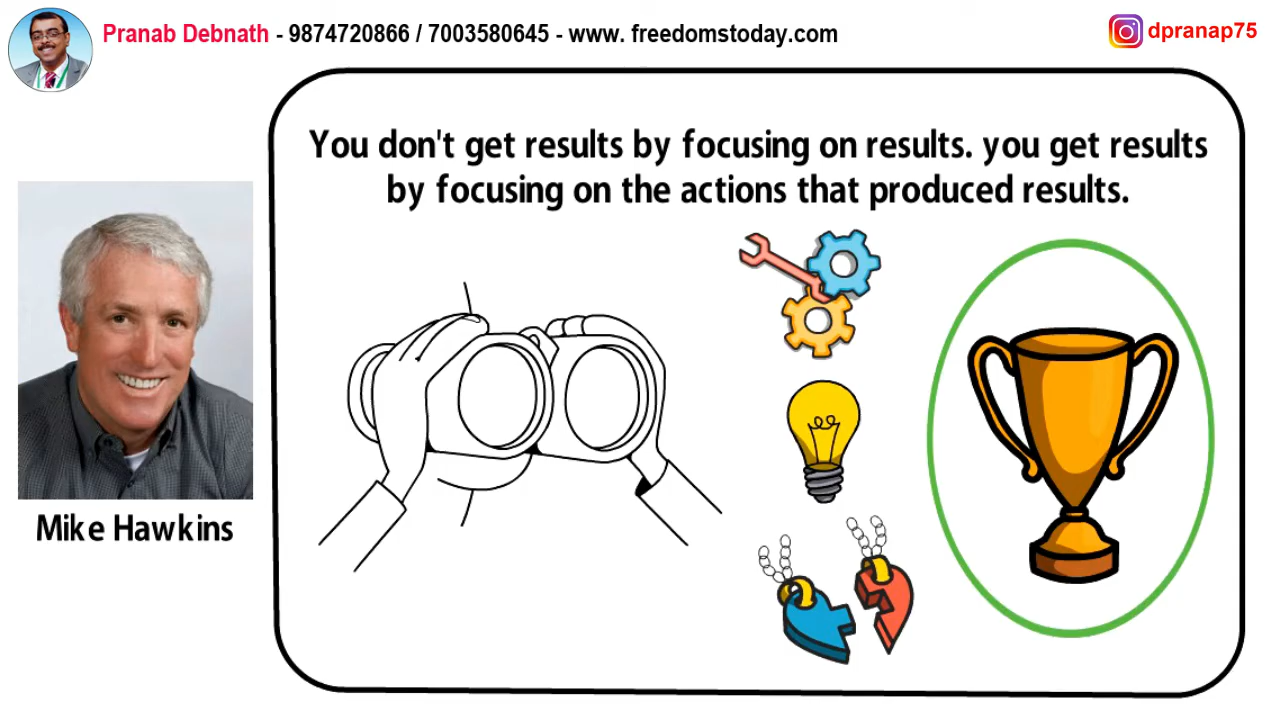 Pranab Debnath - 9874720866 / 7003580645 - www. freedomstoday.com
dpranap75
You don't get results by focusing on results. you get results
by focusing on the actions that produced results.
Mike Hawkins